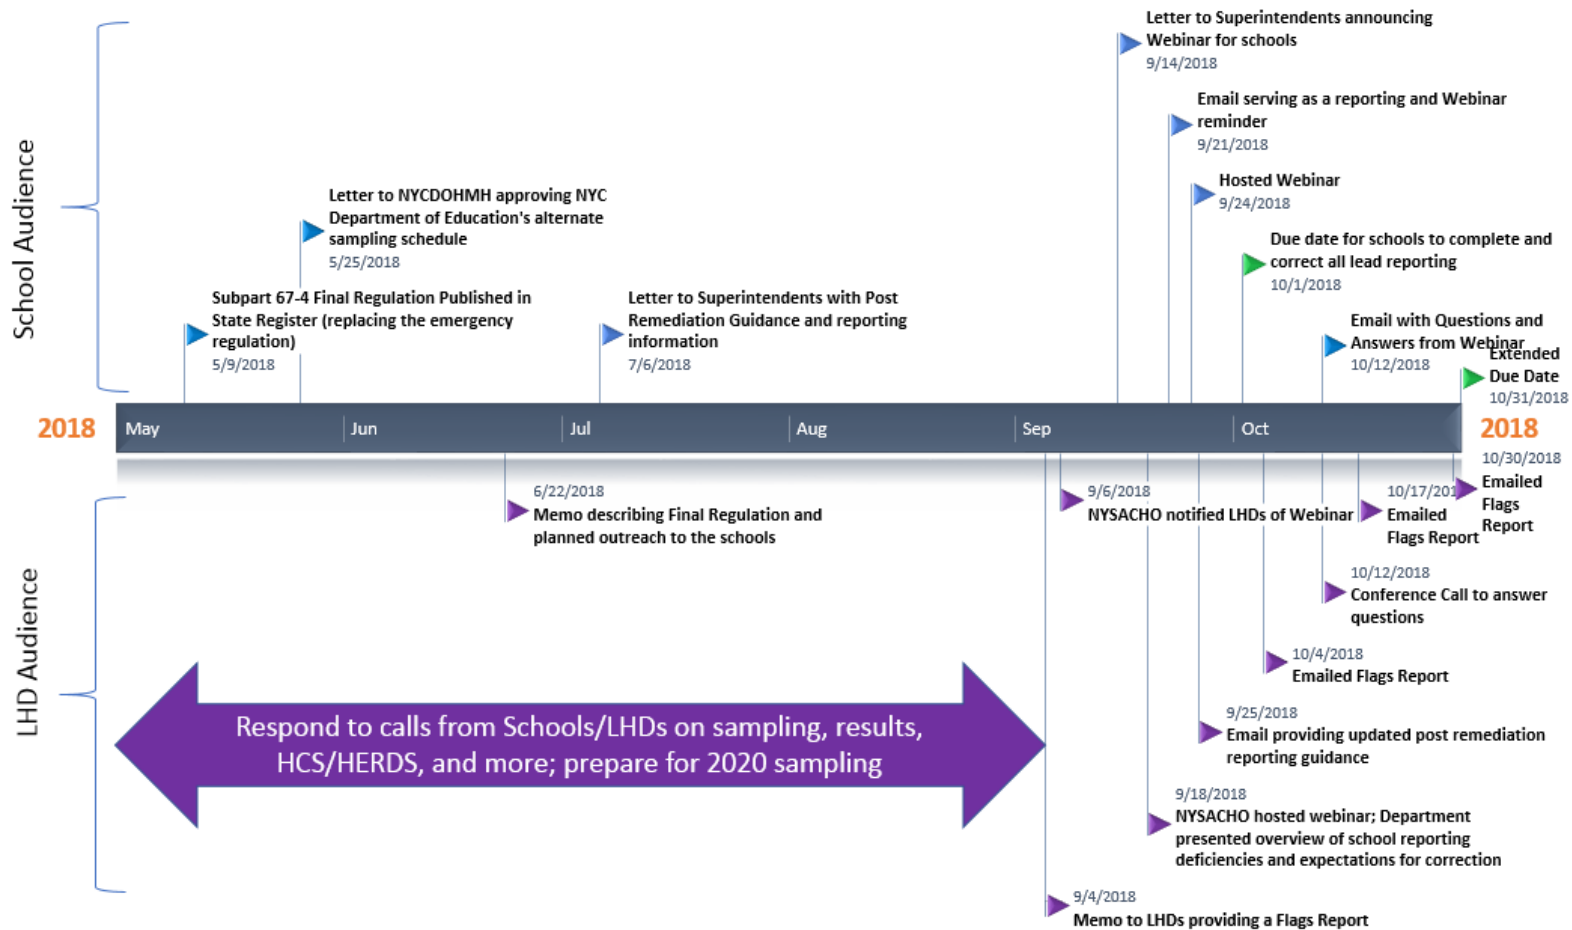 Letter to Superintendents announcing
Webinar for schools
9/14/2018
Email serving as a reporting and Webinar
reminder
9/21/2018
Hosted Webinar
9/24/2018
Letter to NYCDOHMH approving NYC
Department of Education's alternate
sampling schedule
5/25/2018
Due date for schools to complete and
correct all lead reporting
10/1/2018
Subpart 67-4 Final Regulation Published in
State Register (replacing the emergency
regulation)
5/9/2018
Letter to Superintendents with Post
Remediation Guidance and reporting
information
7/6/2018
Email with Questions and
Answers from Webinar
10/12/2018
Extended
Due Date
10/31/2018
School Audience
2018
May
Jun
Jul
Aug
Sep
Oct
2018
LHD Audience
6/22/2018
Memo describing Final Regulation and
planned outreach to the schools
9/6/2018
NYSACHO notified LHDs of Webinar
10/17/201
Emailed
Flags Report
10/30/2018
Emailed
Flags
Report
10/12/2018
Conference Call to answer
questions
10/4/2018
Emailed Flags Report
9/25/2018
Email providing updated post remediation
reporting guidance
Respond to calls from Schools/LHDs on sampling, results,
HCS/HERDS, and more; prepare for 2020 sampling
9/18/2018
NYSACHO hosted webinar; Department
presented overview of school reporting
deficiencies and expectations for correction
9/4/2018
Memo to LHDs providing a Flags Report